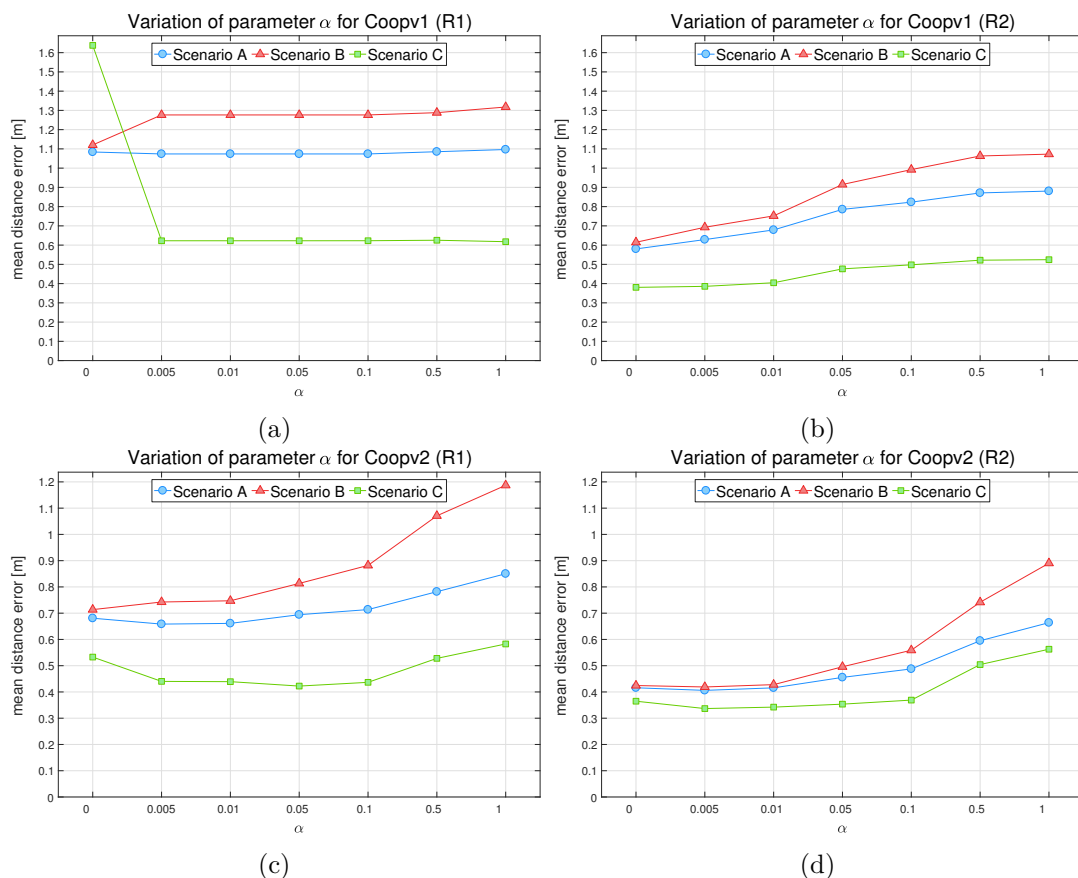 Variation of parameter α for Coopv1 (R1)
Scenario A Scenario B Scenario C
mean distance error [m]
1.6
1.5
1.4
1.3
1.2
1.1
1
0.9
0.8
0.7
0.6
0.5
0.4
0.3
0.2
0.1
0
0 0.005 0.01 0.05 0.1 0.5 1
α
(a)
Variation of parameter α for Coopv1 (R2)
Scenario A Scenario B Scenario C
mean distance error [m]
1.6
1.5
1.4
1.3
1.2
1.1
1
0.9
0.8
0.7
0.6
0.5
0.4
0.3
0.2
0.1
0
0 0.005 0.01 0.05 0.1 0.5 1
α
(b)
Variation of parameter α for Coopv2 (R1)
Scenario A Scenario B Scenario C
mean distance error [m]
1.2
1.1
1
0.9
0.8
0.7
0.6
0.5
0.4
0.3
0.2
0.1
0
0 0.005 0.01 0.05 0.1 0.5 1
α
(c)
Variation of parameter α for Coopv2 (R2)
Scenario A Scenario B Scenario C
mean distance error [m]
1.2
1.1
1
0.9
0.8
0.7
0.6
0.5
0.4
0.3
0.2
0.1
0
0 0.005 0.01 0.05 0.1 0.5 1
α
(d)